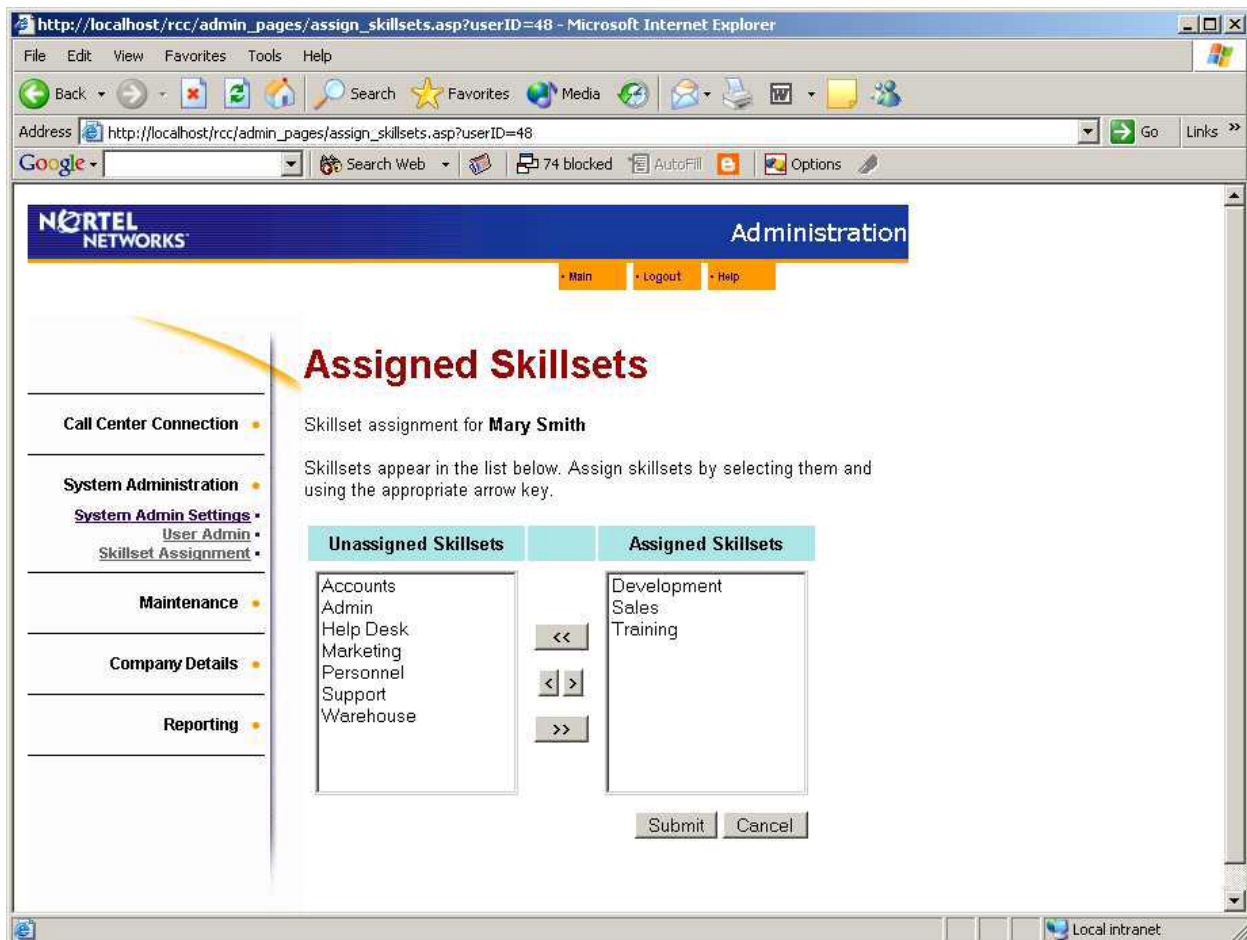 http://localhost/rcc/admin_pages/assign_skillsets.asp?userID=48 - Microsoft Internet Explorer
File Edit View Favorites Tools Help
Back Search Favorites Media
Address http://localhost/rcc/admin_pages/assign_skillsets.asp?userID=48 Go Links »
Google Search Web 74 blocked AutoFill Options
NORTEL
NETWORKS
Administration
• Main • Logout • Help
Assigned Skillsets
Call Center Connection •
System Administration •
System Admin Settings •
User Admin •
Skillset Assignment •
Maintenance •
Company Details •
Reporting •
Skillset assignment for Mary Smith
Skillsets appear in the list below. Assign skillsets by selecting them and
using the appropriate arrow key.
Unassigned Skillsets Assigned Skillsets
Accounts
Admin
Help Desk
Marketing
Personnel
Support
Warehouse
<<
< >
>>
Development
Sales
Training
Submit Cancel
Local intranet